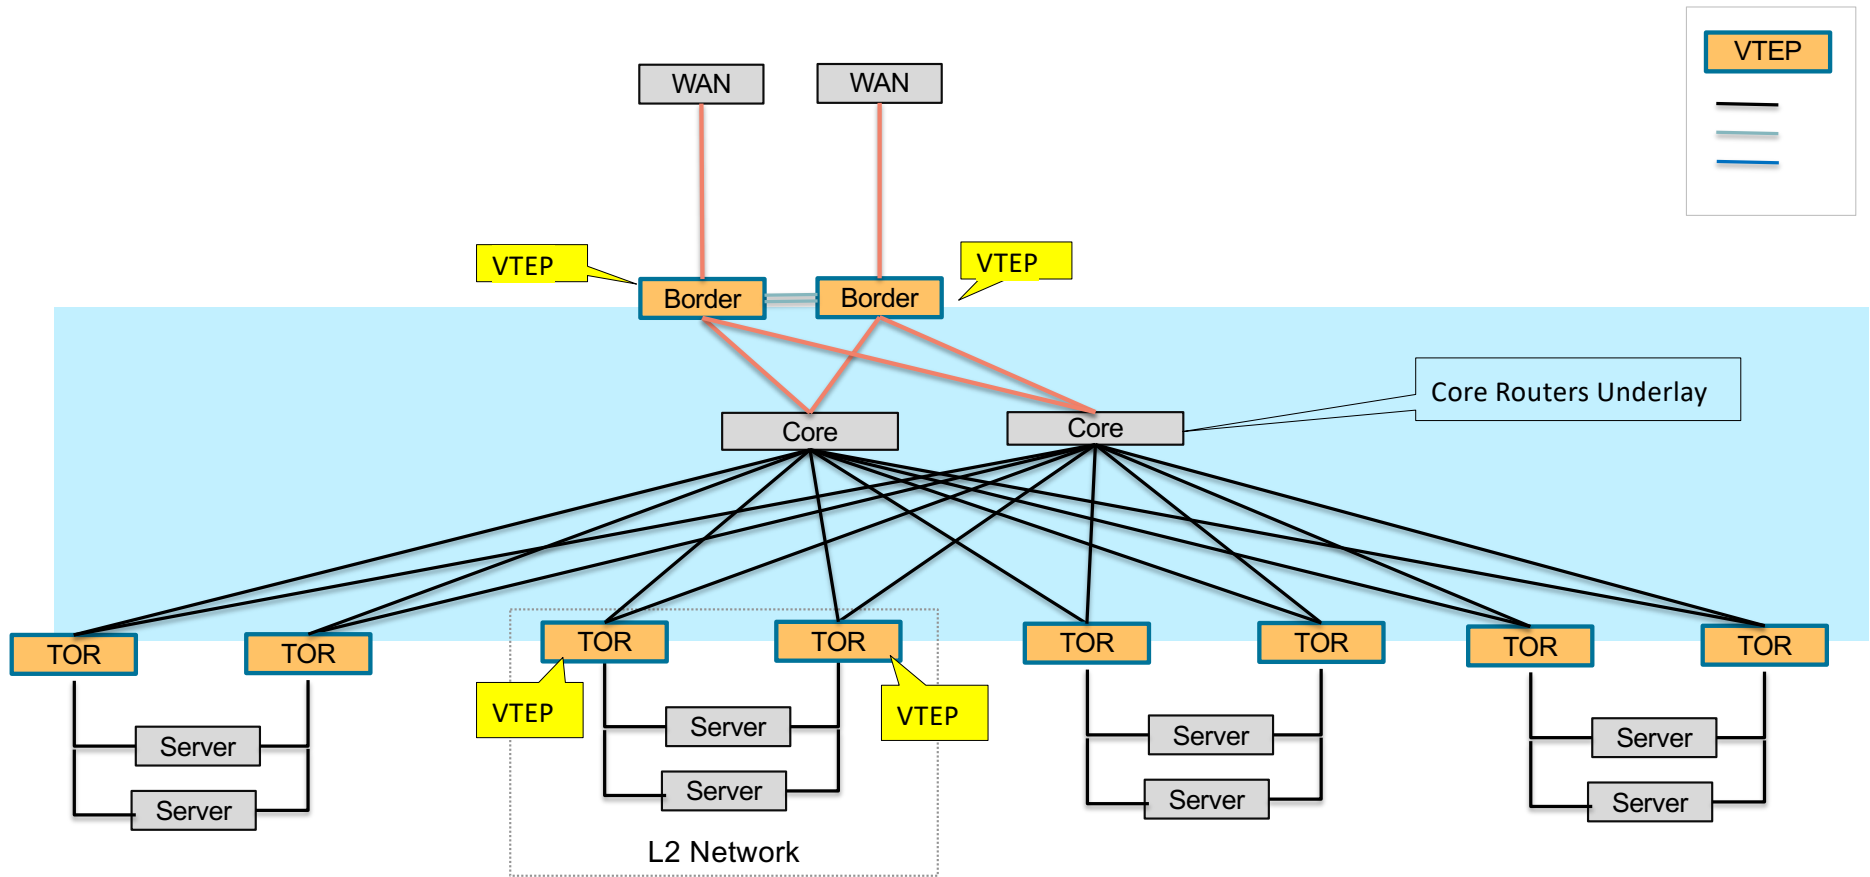 VTEP
WAN
WAN
VTEP
VTEP
Border
Border
Core Routers Underlay
Core
Core
TOR
TOR
TOR
TOR
TOR
TOR
TOR
TOR
VTEP
VTEP
Server
Server
Server
Server
Server
Server
Server
Server
L2 Network